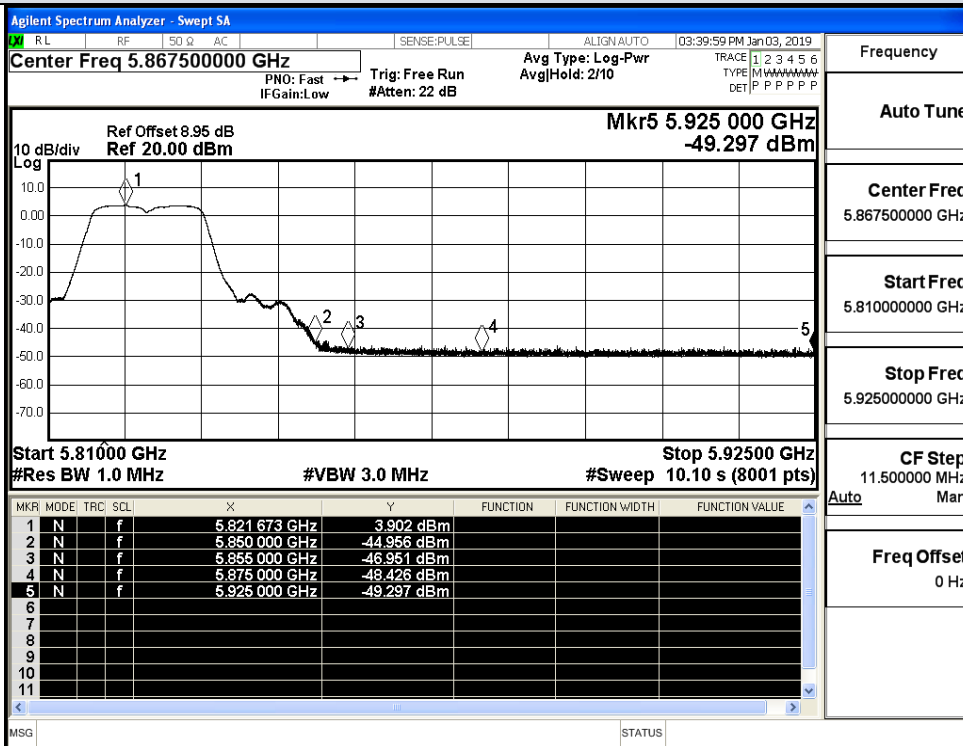 Agilent Spectrum Analyzer - Swept SA
LXI RL RF 50 Ω AC SENSE:PULSE ALIGN AUTO 03:39:59 PM Jan 03, 2019
Center Freq 5.867500000 GHz
PNO: Fast
IFGain:Low
Trig: Free Run
#Atten: 22 dB
Avg Type: Log-Pwr
Avg|Hold: 2/10
TRACE 1 2 3 4 5 6
TYPE M WWWWW
DET P P P P P P
Mkr5 5.925 000 GHz
-49.297 dBm
Ref Offset 8.95 dB
10 dB/div Ref 20.00 dBm
Log
10.0
0.00
-10.0
-20.0
-30.0
-40.0
-50.0
-60.0
-70.0
1
2
3
4
5
Start 5.81000 GHz Stop 5.92500 GHz
#Res BW 1.0 MHz #VBW 3.0 MHz #Sweep 10.10 s (8001 pts)
MKR MODE TRC SCL X Y FUNCTION FUNCTION WIDTH FUNCTION VALUE
1 N f 5.821 673 GHz 3.902 dBm
2 N f 5.850 000 GHz -44.956 dBm
3 N f 5.855 000 GHz -46.951 dBm
4 N f 5.875 000 GHz -48.426 dBm
5 N f 5.925 000 GHz -49.297 dBm
6
7
8
9
10
11
MSG STATUS
Frequency
Auto Tune
Center Freq
5.867500000 GHz
Start Freq
5.810000000 GHz
Stop Freq
5.925000000 GHz
CF Step
11.500000 MHz
Auto Man
Freq Offset
0 Hz